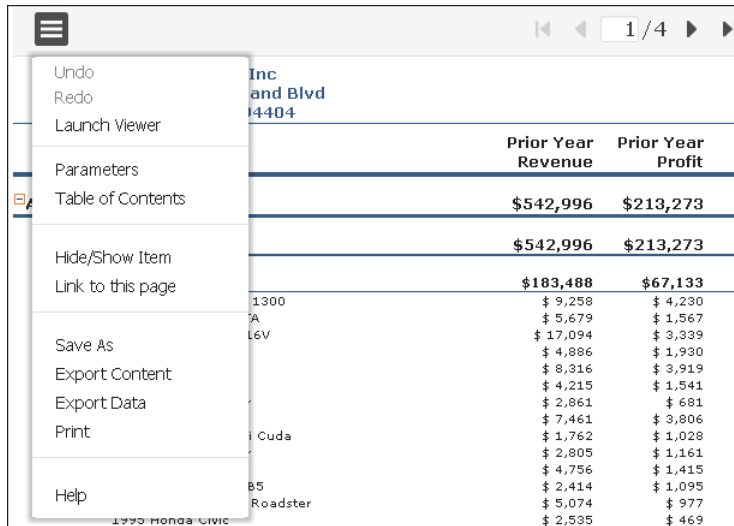 1/4
Undo
Inc
Redo
and Blvd
Launch Viewer
4404
Prior Year Prior Year
Revenue Profit
Parameters
Table of Contents
$542,996 $213,273
$542,996 $213,273
Hide/Show Item
Link to this page
$183,488 $67,133
1300 $ 9,258 $ 4,230
$ 5,679 $ 1,567
16V $ 17,094 $ 3,339
Save As
$ 4,886 $ 1,930
Export Content
$ 8,316 $ 3,919
$ 4,215 $ 1,541
Export Data
$ 2,861 $ 681
$ 7,461 $ 3,806
Print
i Cuda $ 1,762 $ 1,028
$ 2,805 $ 1,161
$ 4,756 $ 1,415
B5 $ 2,414 $ 1,095
Help
Roadster $ 5,074 $ 977
1995 Honda Civic $ 2,535 $ 469